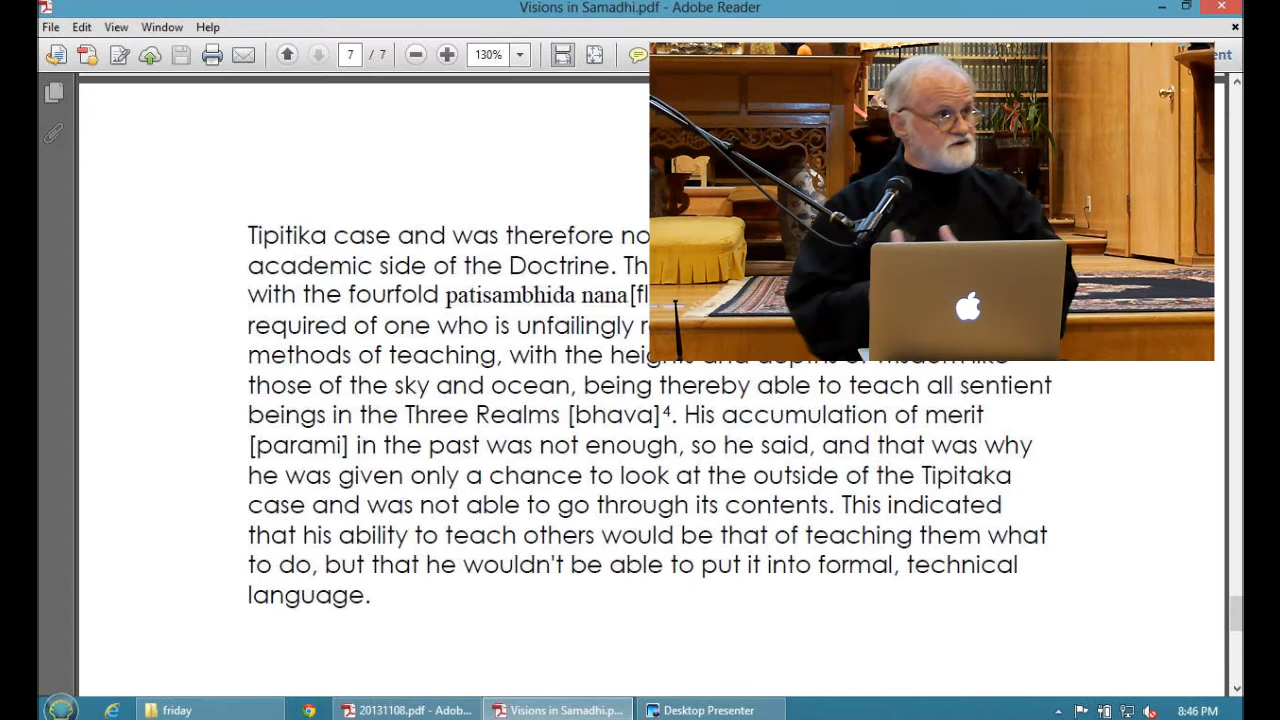 Visions in Samadhi.pdf - Adobe Reader
File Edit View Window Help
7 / 7 130%
Tipitika case and was therefore no
academic side of the Doctrine. Th
with the fourfold patisambhida nana[fl
required of one who is unfailingly r
methods of teaching, with the heights and depths of
those of the sky and ocean, being thereby able to teach all sentient
beings in the Three Realms [bhava]⁴. His accumulation of merit
[parami] in the past was not enough, so he said, and that was why
he was given only a chance to look at the outside of the Tipitaka
case and was not able to go through its contents. This indicated
that his ability to teach others would be that of teaching them what
to do, but that he wouldn't be able to put it into formal, technical
language.
friday 20131108.pdf - Adob... Visions in Samadhi.p... Desktop Presenter 8:46 PM